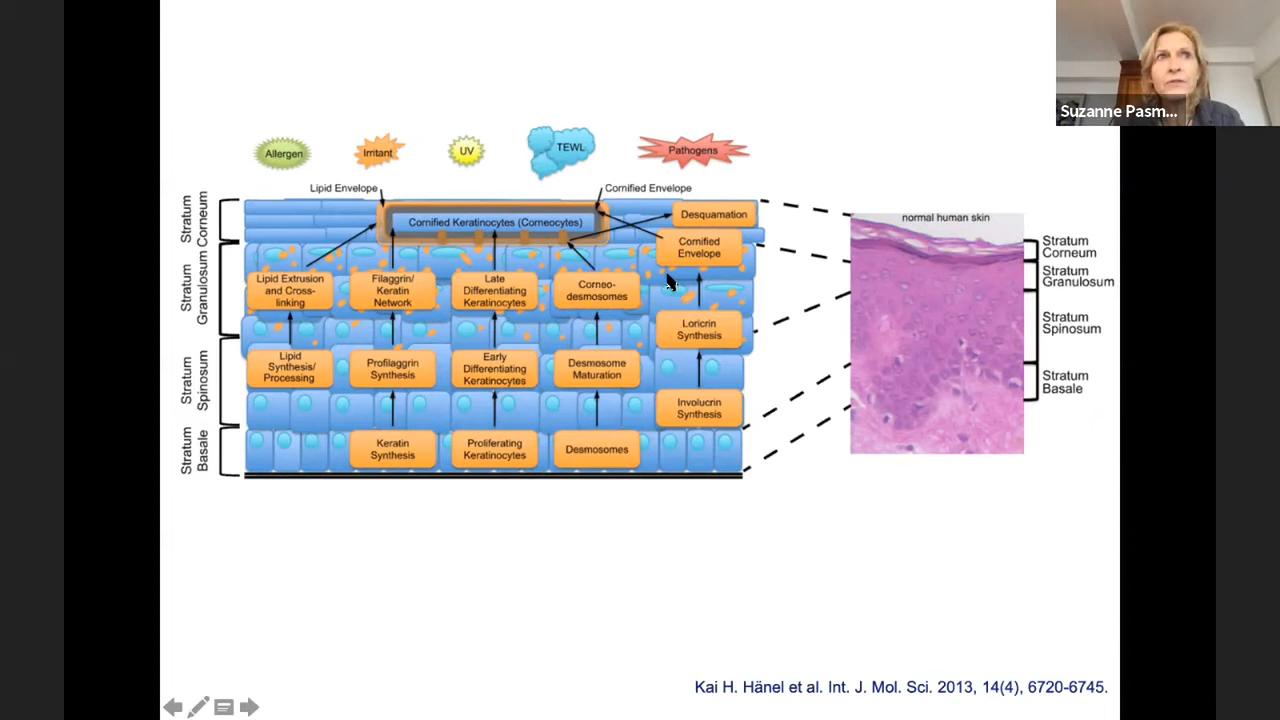 Suzanne Pasm...
Allergen
Irritant
UV
TEWL
Pathogens
Lipid Envelope
Cornified Envelope
Stratum
Corneum
Cornified Keratinocytes (Corneocytes)
Desquamation
Cornified
Envelope
Stratum
Granulosum
Lipid Extrusion
and Cross-
linking
Filaggrin/
Keratin
Network
Late
Differentiating
Keratinocytes
Corneo-
desmosomes
Loricrin
Synthesis
Stratum
Spinosum
Lipid
Synthesis/
Processing
Profilaggrin
Synthesis
Early
Differentiating
Keratinocytes
Desmosome
Maturation
Involucrin
Synthesis
Stratum
Basale
Keratin
Synthesis
Proliferating
Keratinocytes
Desmosomes
normal human skin
Stratum
Corneum
Stratum
Granulosum
Stratum
Spinosum
Stratum
Basale
Kai H. Hänel et al. Int. J. Mol. Sci. 2013, 14(4), 6720-6745.